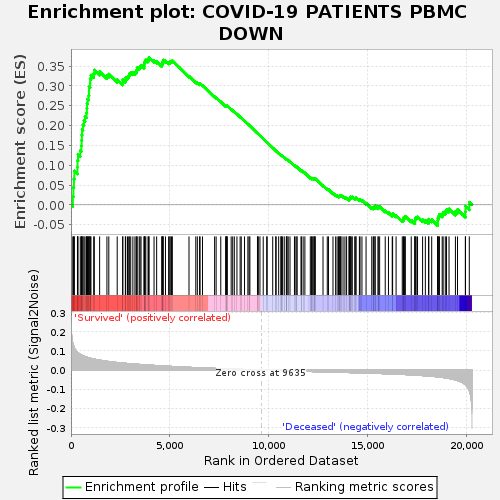 Enrichment plot: COVID-19 PATIENTS PBMC
DOWN
Enrichment score (ES)
0.35
0.30
0.25
0.20
0.15
0.10
0.05
0.00
-0.05
Ranked list metric (Signal2Noise)
0.3
0.2
0.1
0.0
-0.1
-0.2
-0.3
'Survived' (positively correlated)
Zero cross at 9635
'Deceased' (negatively correlated)
0
5,000
10,000
15,000
20,000
Rank in Ordered Dataset
Enrichment profile
Hits
Ranking metric scores